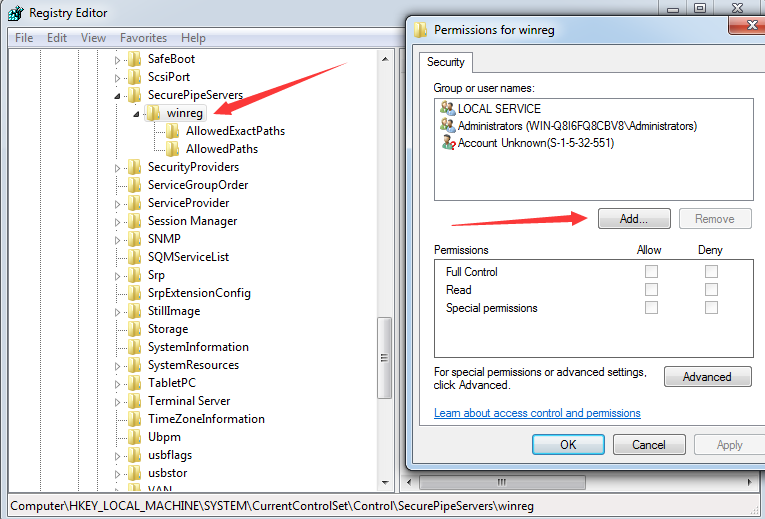 Registry Editor
File Edit View Favorites Help
SafeBoot
ScsiPort
SecurePipeServers
winreg
AllowedExactPaths
AllowedPaths
SecurityProviders
ServiceGroupOrder
ServiceProvider
Session Manager
SNMP
SQMServiceList
Srp
SrpExtensionConfig
StillImage
Storage
SystemInformation
SystemResources
TabletPC
Terminal Server
TimeZoneInformation
Ubpm
usbflags
usbstor
VAN
Computer\HKEY_LOCAL_MACHINE\SYSTEM\CurrentControlSet\Control\SecurePipeServers\winreg
Permissions for winreg
Security
Group or user names:
LOCAL SERVICE
Administrators (WIN-Q8I6FQ8CBV8\Administrators)
Account Unknown(S-1-5-32-551)
Add... Remove
Permissions Allow Deny
Full Control
Read
Special permissions
For special permissions or advanced settings,
click Advanced.
Advanced
Learn about access control and permissions
OK Cancel Apply